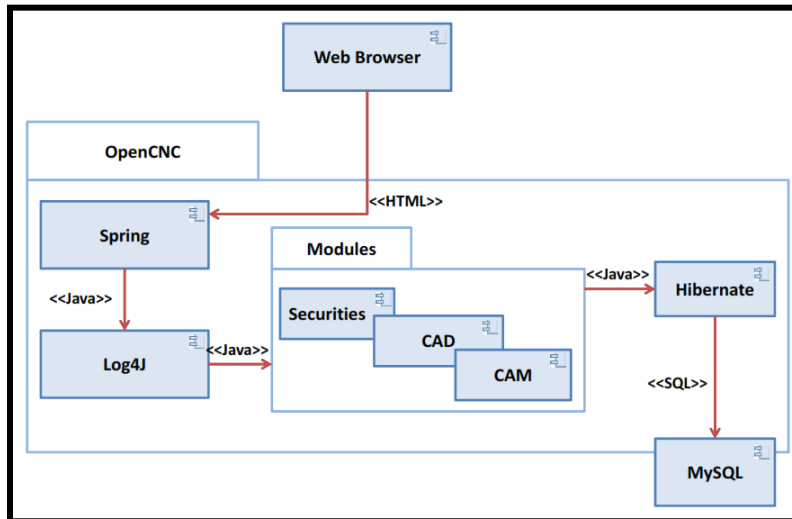 Web Browser
OpenCNC
<<HTML>>
Spring
Modules
<<Java>>
Hibernate
<<Java>>
Securities
CAD
CAM
Log4J
<<Java>>
<<SQL>>
MySQL